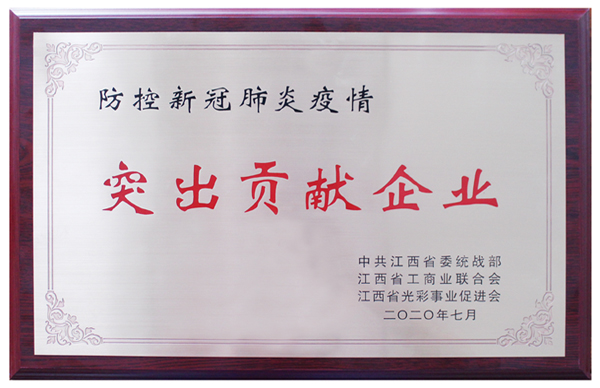 防控新冠肺炎疫情
突出贡献企业
中共江西省委统战部
江西省工商业联合会
江西省光彩事业促进会
二〇二〇年七月